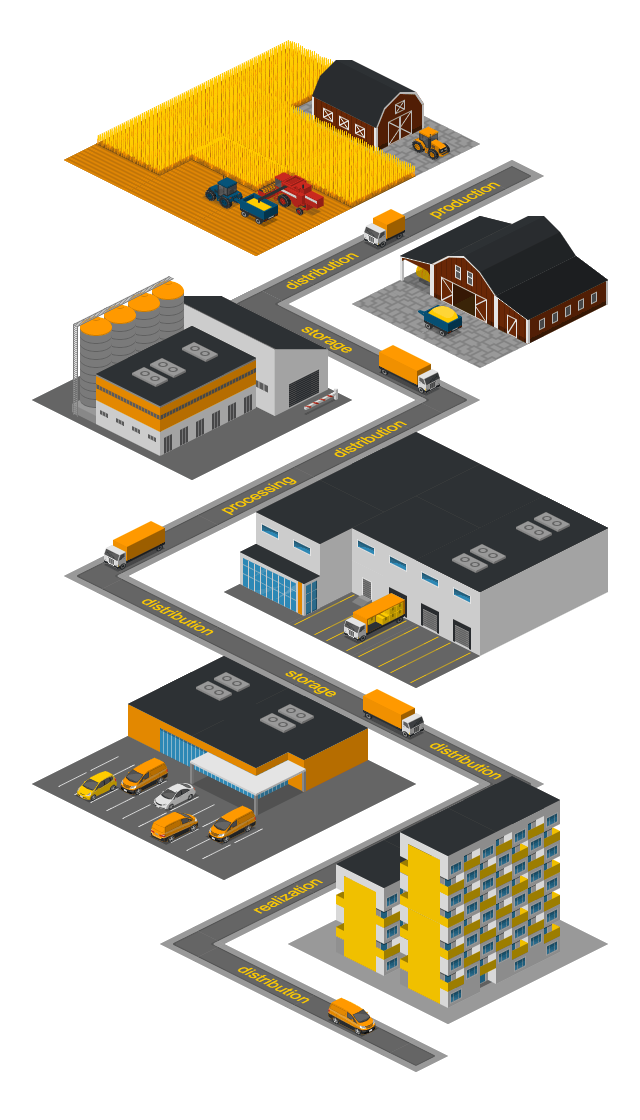 production
distribution
storage
distribution
processing
distribution
storage
distribution
realization
distribution